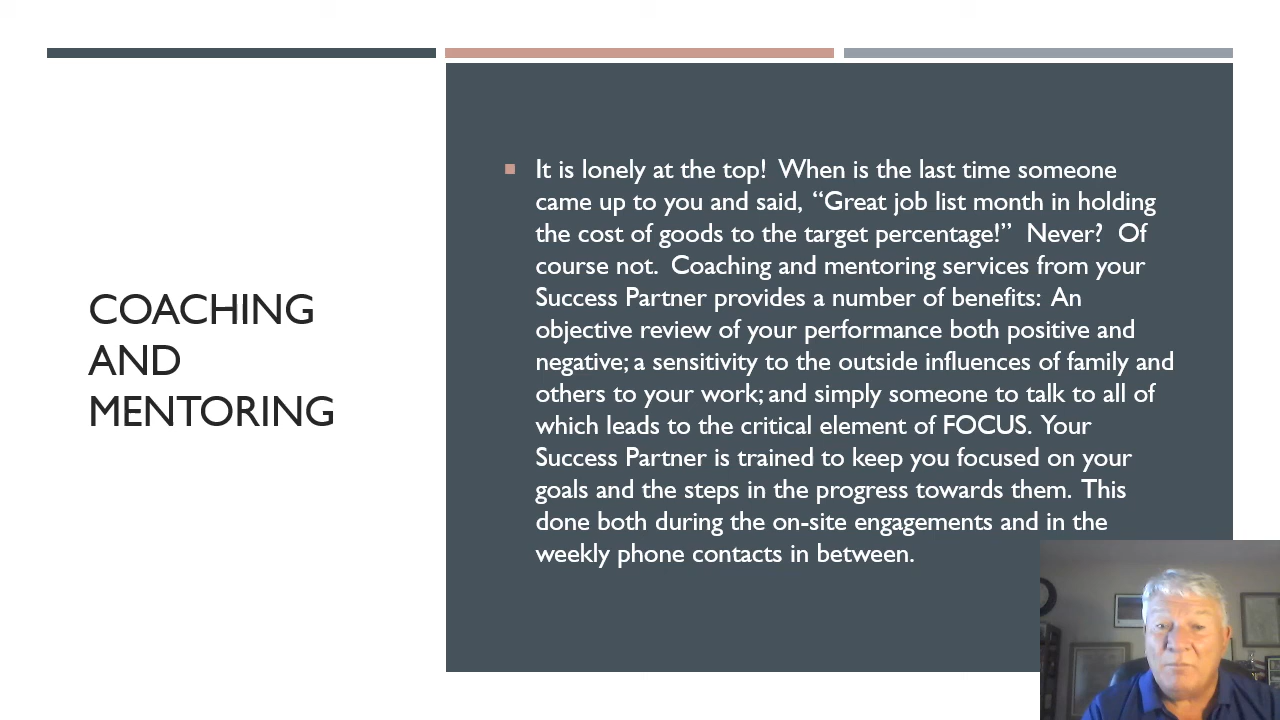 COACHING
AND
MENTORING
It is lonely at the top!  When is the last time someone
came up to you and said, “Great job list month in holding
the cost of goods to the target percentage!”  Never?  Of
course not.  Coaching and mentoring services from your
Success Partner provides a number of benefits:  An
objective review of your performance both positive and
negative; a sensitivity to the outside influences of family and
others to your work; and simply someone to talk to all of
which leads to the critical element of FOCUS.  Your
Success Partner is trained to keep you focused on your
goals and the steps in the progress towards them.  This
done both during the on-site engagements and in the
weekly phone contacts in between.